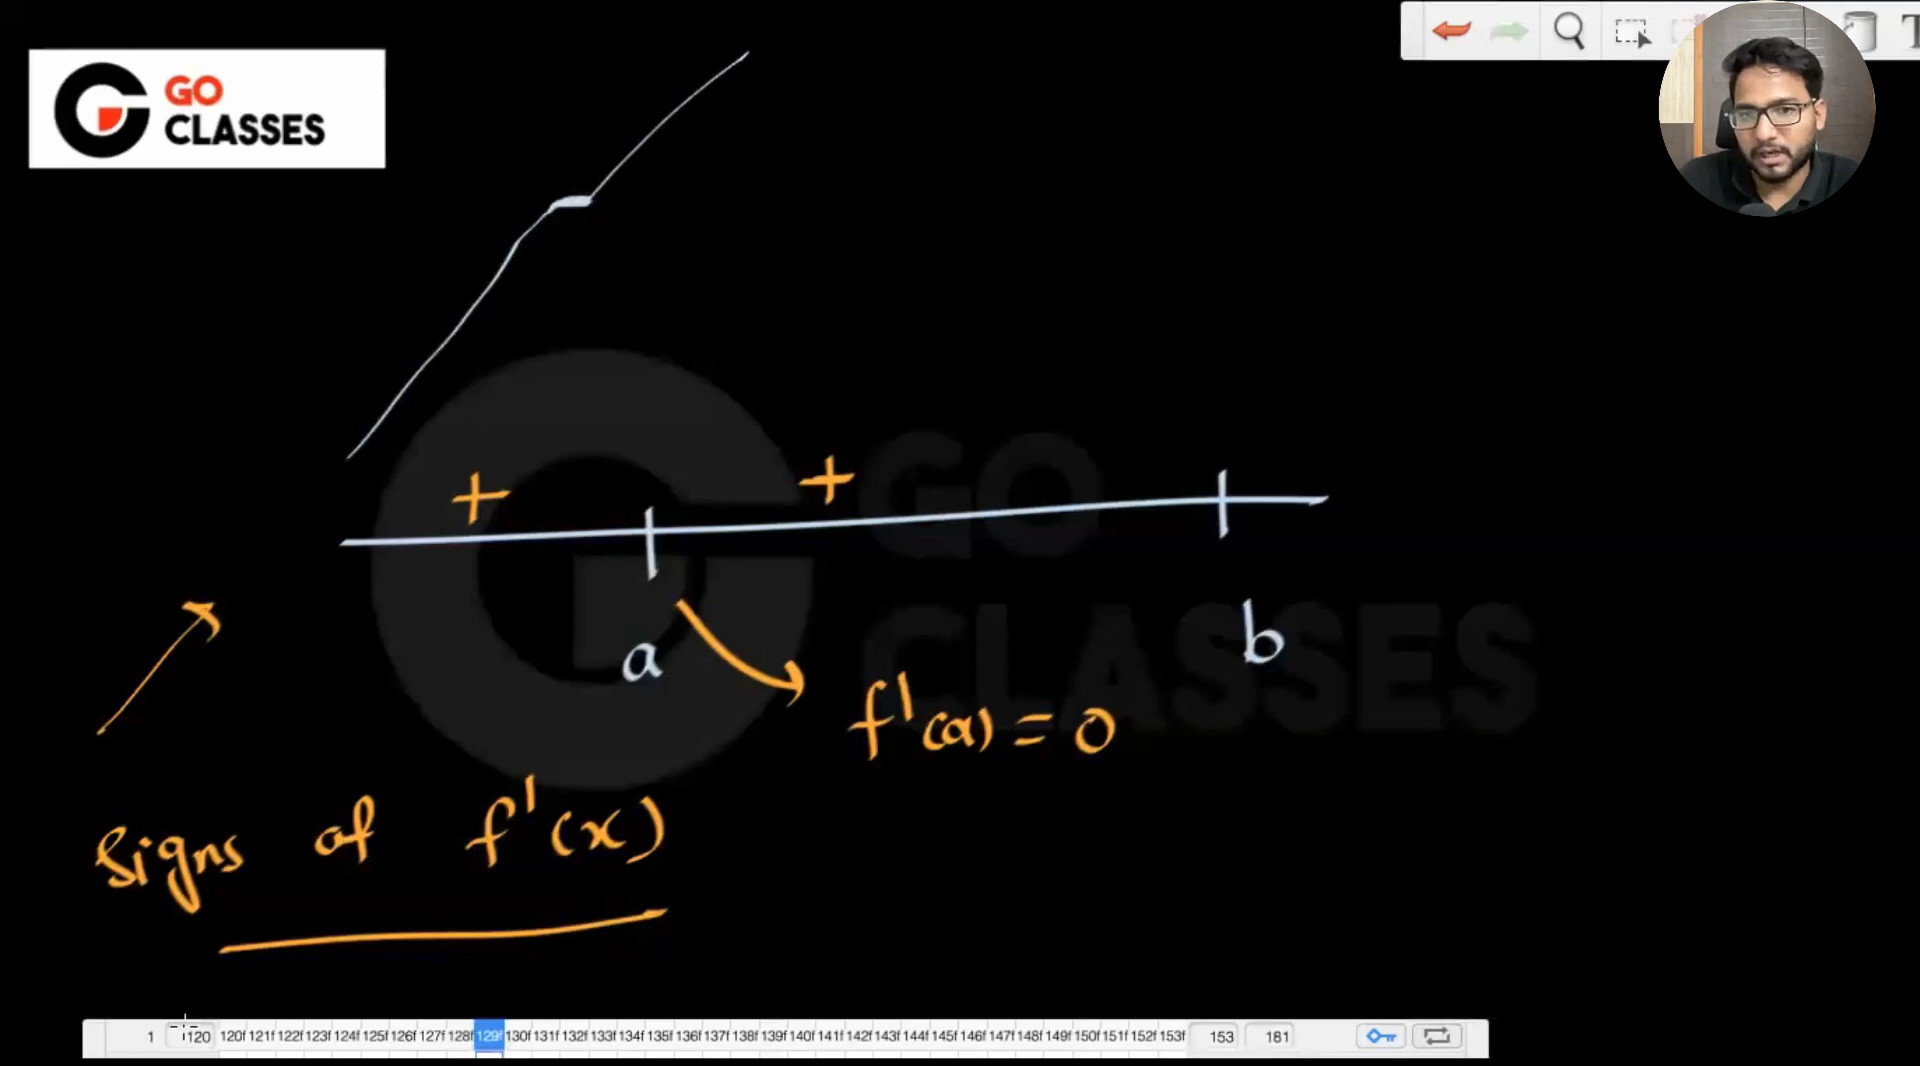 GO
CLASSES
T
+ +
GO
CLASSES
a b
f'(a) = 0
Signs of f'(x)
1 120 120f 121f 122f 123f 124f 125f 126f 127f 128f 129f 130f 131f 132f 133f 134f 135f 136f 137f 138f 139f 140f 141f 142f 143f 144f 145f 146f 147f 148f 149f 150f 151f 152f 153f 153 181